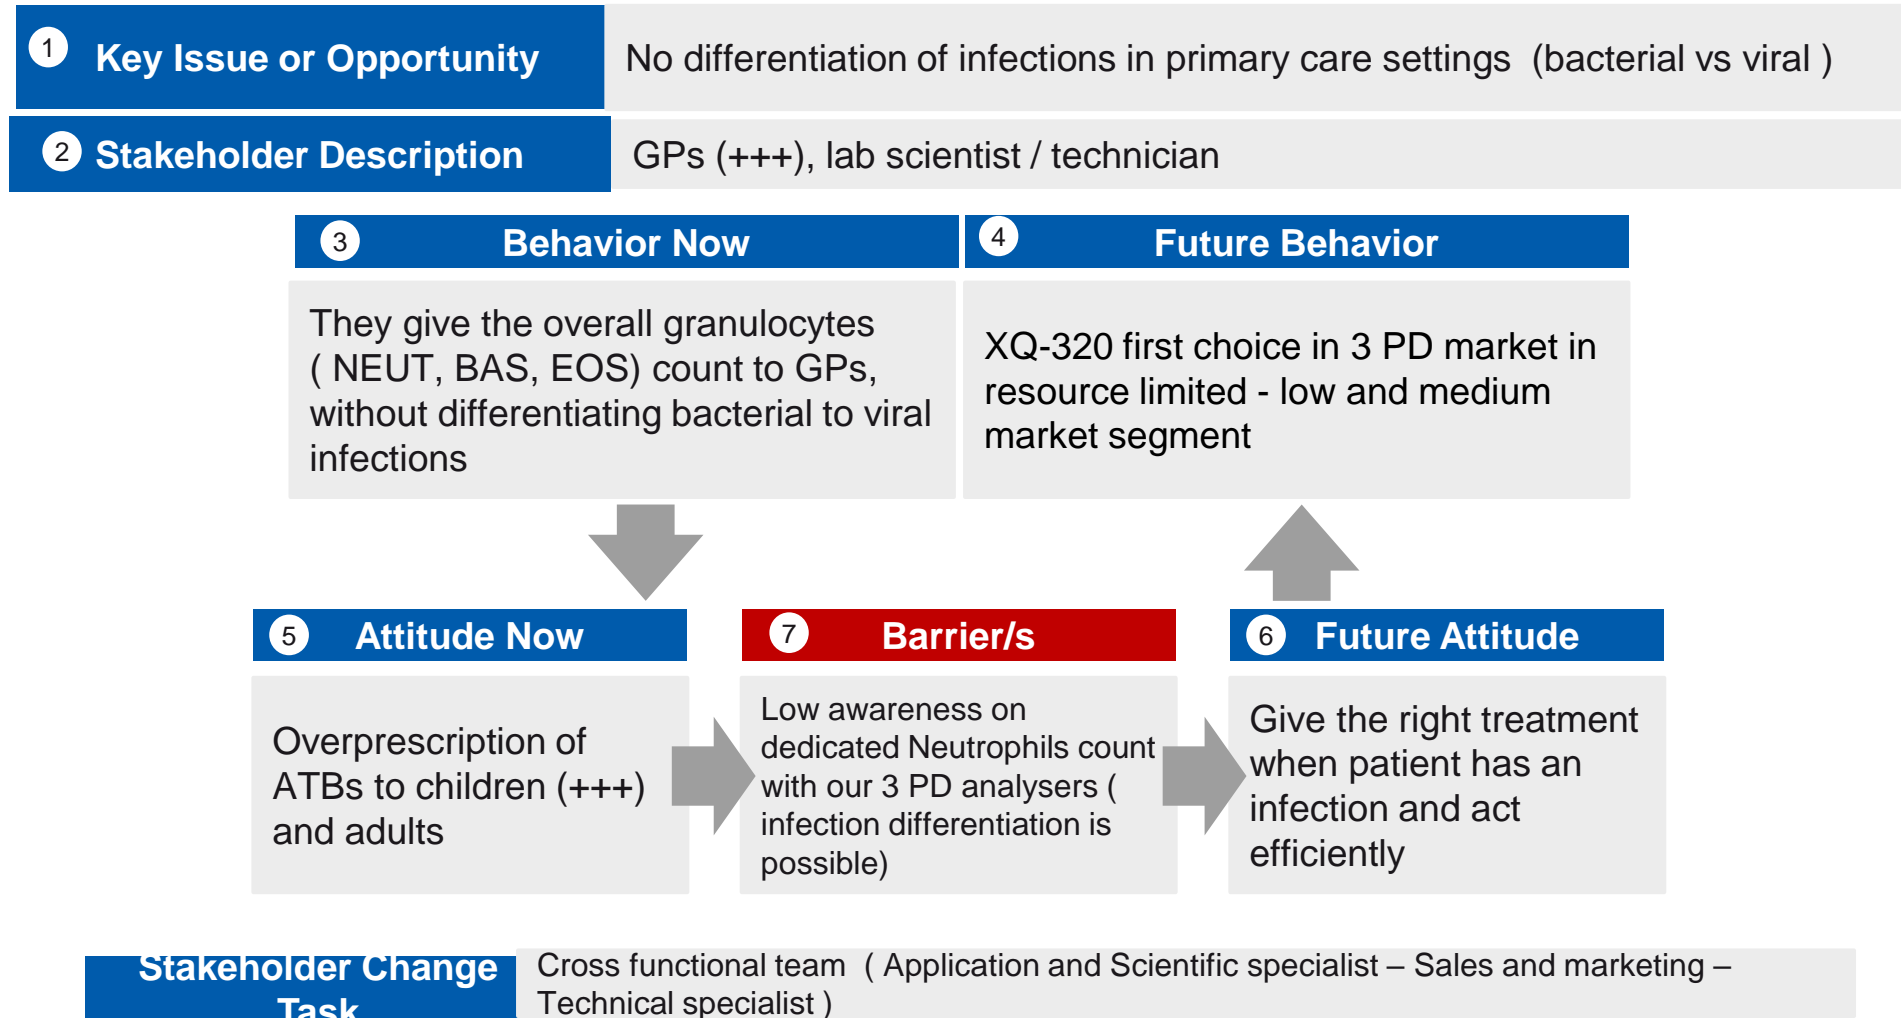 1 Key Issue or Opportunity
No differentiation of infections in primary care settings (bacterial vs viral )
2 Stakeholder Description
GPs (+++), lab scientist / technician
3 Behavior Now
4 Future Behavior
They give the overall granulocytes
( NEUT, BAS, EOS) count to GPs,
without differentiating bacterial to viral
infections
XQ-320 first choice in 3 PD market in
resource limited - low and medium
market segment
5 Attitude Now
7 Barrier/s
6 Future Attitude
Overprescription of
ATBs to children (+++)
and adults
Low awareness on
dedicated Neutrophils count
with our 3 PD analysers (
infection differentiation is
possible)
Give the right treatment
when patient has an
infection and act
efficiently
Stakeholder Change
Task
Cross functional team ( Application and Scientific specialist – Sales and marketing –
Technical specialist )